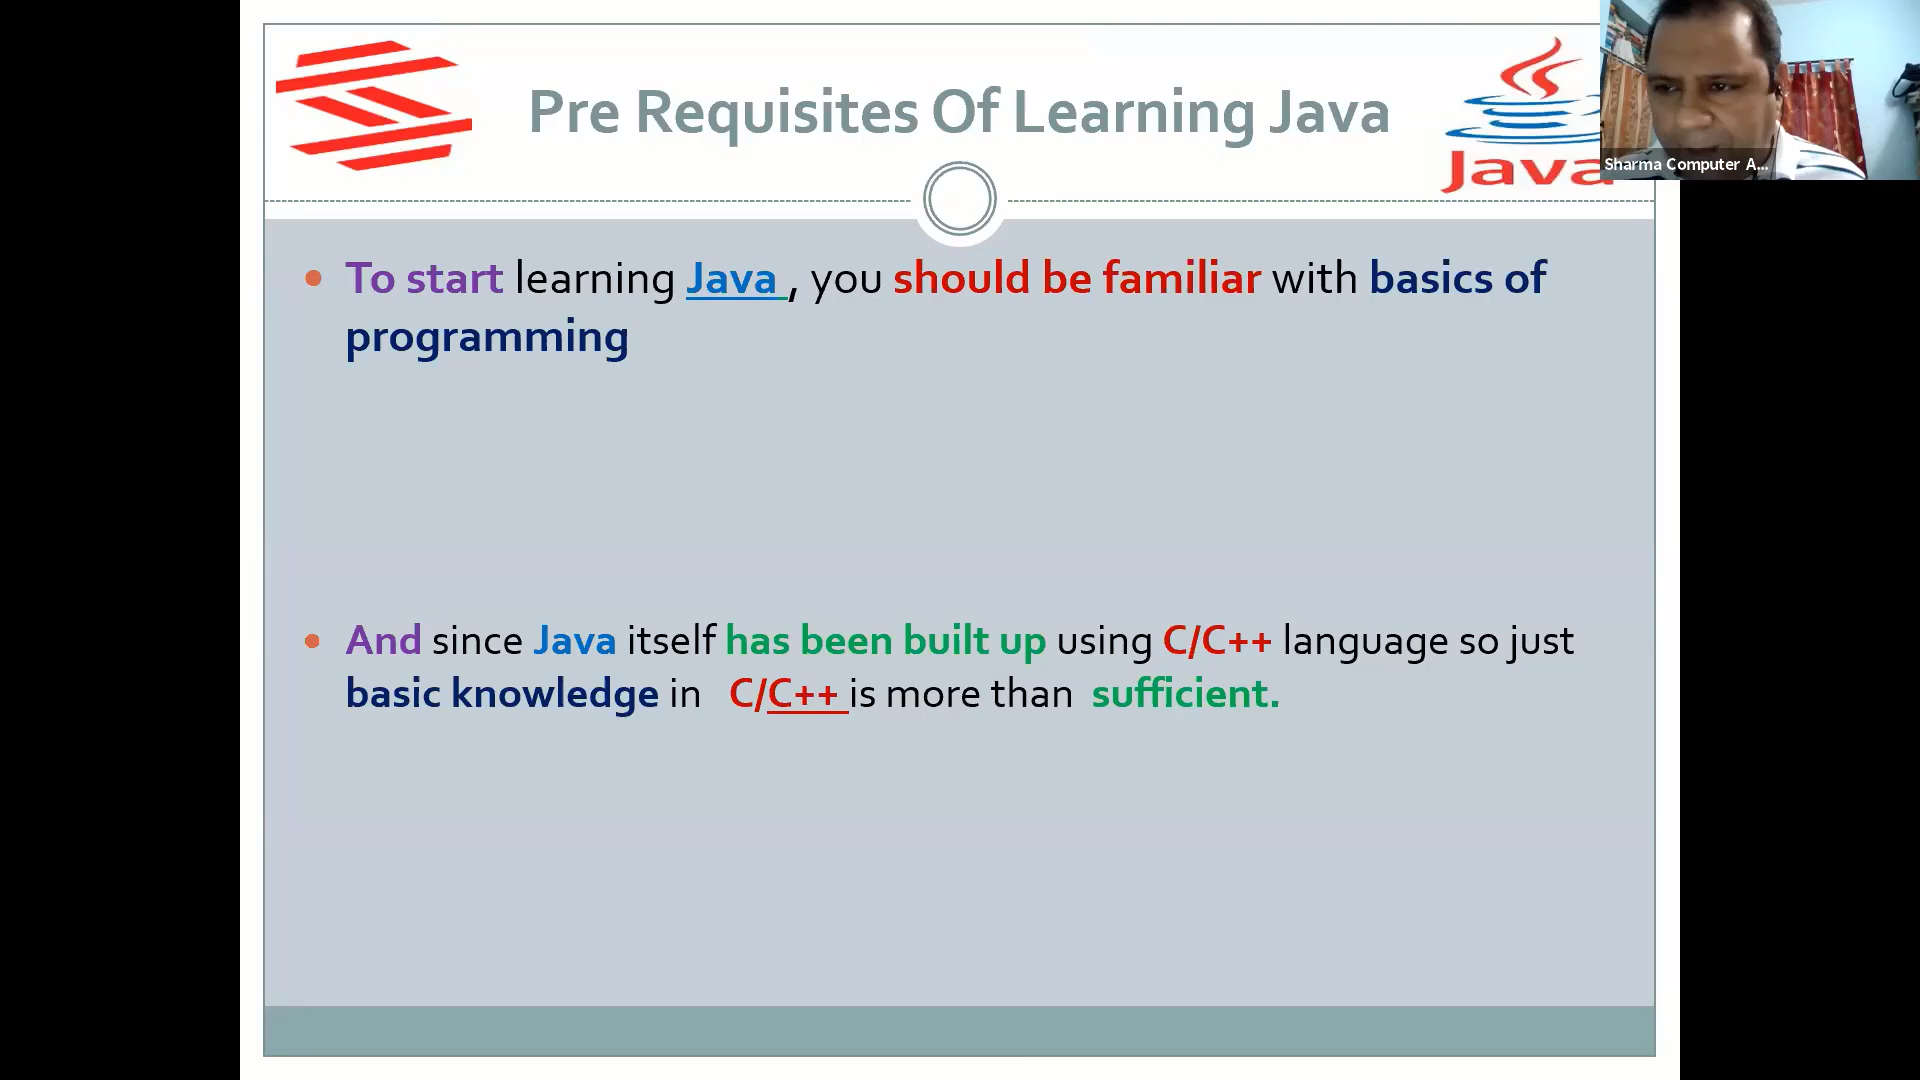 Pre Requisites Of Learning Java
Java
Sharma Computer A...
To start learning Java , you should be familiar with basics of
programming
And since Java itself has been built up using C/C++ language so just
basic knowledge in C/C++ is more than sufficient.